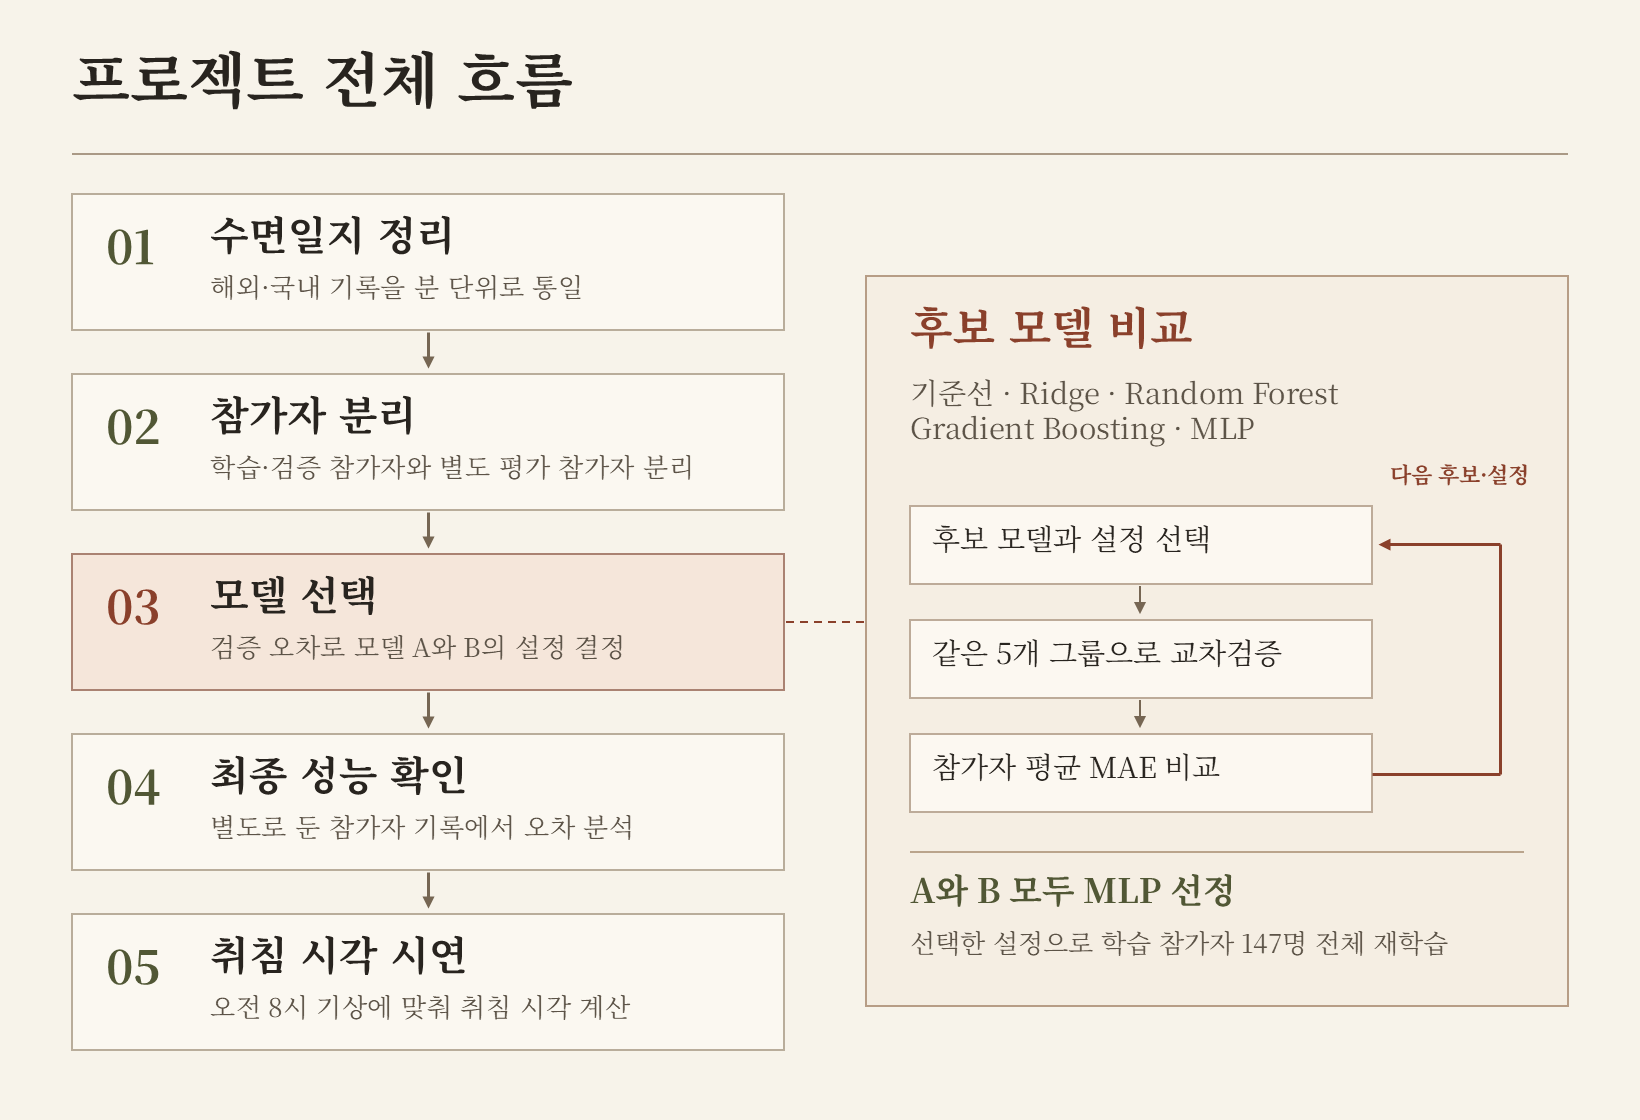 프로젝트 전체 흐름
01
수면일지 정리
해외·국내 기록을 분 단위로 통일
02
참가자 분리
학습·검증 참가자와 별도 평가 참가자 분리
03
모델 선택
검증 오차로 모델 A와 B의 설정 결정
04
최종 성능 확인
별도로 둔 참가자 기록에서 오차 분석
05
취침 시각 시연
오전 8시 기상에 맞춰 취침 시각 계산
후보 모델 비교
기준선 · Ridge · Random Forest
Gradient Boosting · MLP
다음 후보·설정
후보 모델과 설정 선택
같은 5개 그룹으로 교차검증
참가자 평균 MAE 비교
A와 B 모두 MLP 선정
선택한 설정으로 학습 참가자 147명 전체 재학습